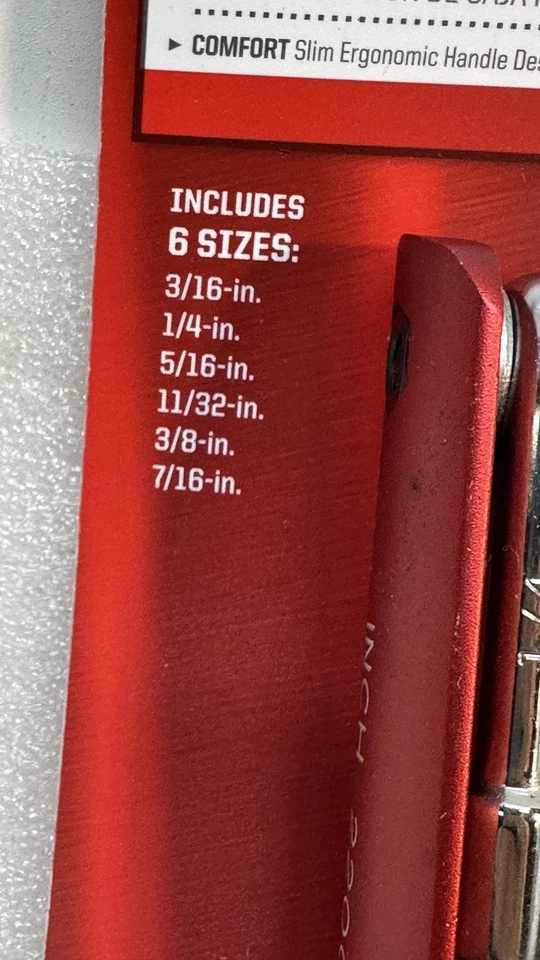 ► COMFORT Slim Ergonomic Handle
INCLUDES
6 SIZES:
3/16-in.
1/4-in.
5/16-in.
11/32-in.
3/8-in.
7/16-in.
INCH